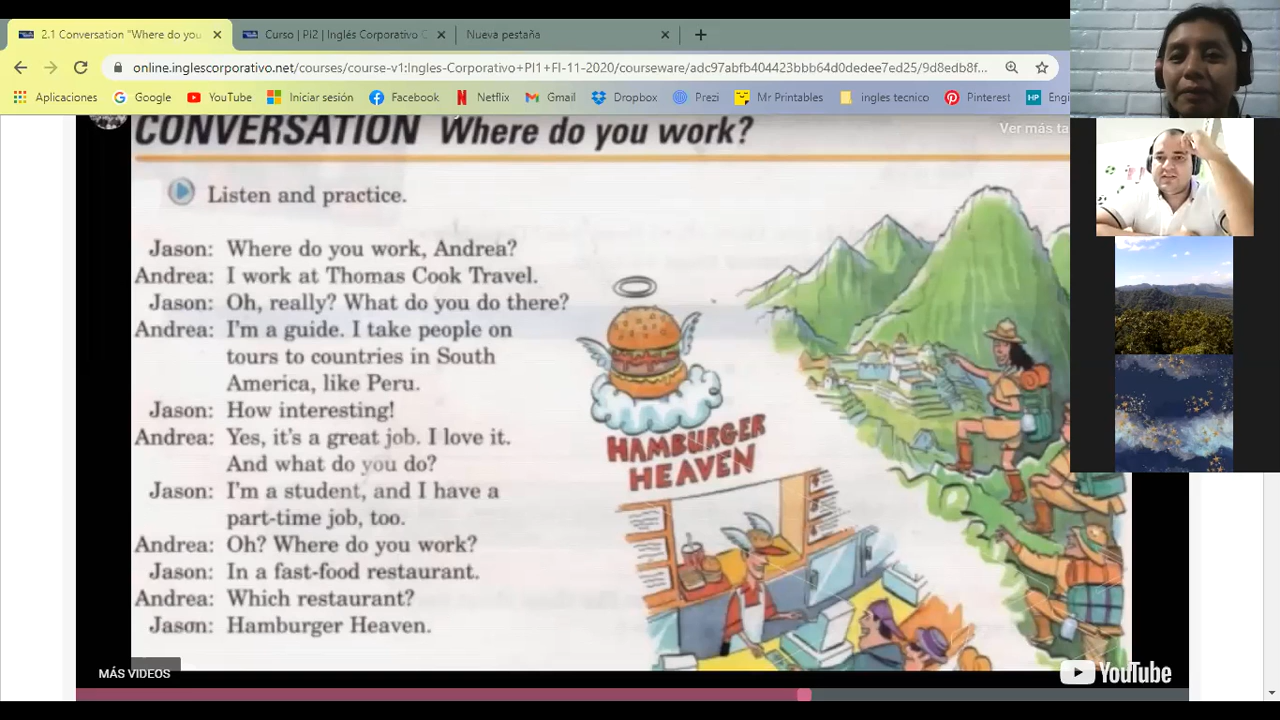 2.1 Conversation "Where do you
Curso | PI2 | Inglés Corporativo C
Nueva pestaña
online.inglescorporativo.net/courses/course-v1:Ingles-Corporativo+PI1+FI-11-2020/courseware/adc97abfb404423bbb64d0dedee7ed25/9d8edb8f...
Aplicaciones
Google
YouTube
Iniciar sesión
Facebook
Netflix
Gmail
Dropbox
Prezi
Mr Printables
ingles tecnico
Pinterest
HP
Engl
CONVERSATION Where do you work?
Ver más ta
Listen and practice.
Jason: Where do you work, Andrea?
Andrea: I work at Thomas Cook Travel.
Jason: Oh, really? What do you do there?
Andrea: I'm a guide. I take people on
tours to countries in South
America, like Peru.
Jason: How interesting!
Andrea: Yes, it's a great job. I love it.
And what do you do?
Jason: I'm a student, and I have a
part-time job, too.
Andrea: Oh? Where do you work?
Jason: In a fast-food restaurant.
Andrea: Which restaurant?
Jason: Hamburger Heaven.
HAMBURGER
HEAVEN
MÁS VIDEOS
YouTube